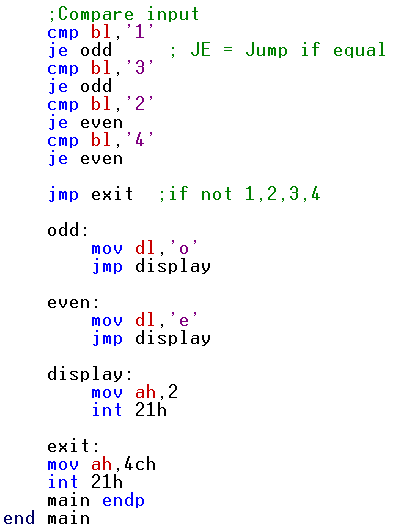 ;Compare input
cmp bl,'1'
je odd     ; JE = Jump if equal
cmp bl,'3'
je odd
cmp bl,'2'
je even
cmp bl,'4'
je even
jmp exit  ;if not 1,2,3,4
odd:
mov dl,'o'
jmp display
even:
mov dl,'e'
jmp display
display:
mov ah,2
int 21h
exit:
mov ah,4ch
int 21h
main endp
end main